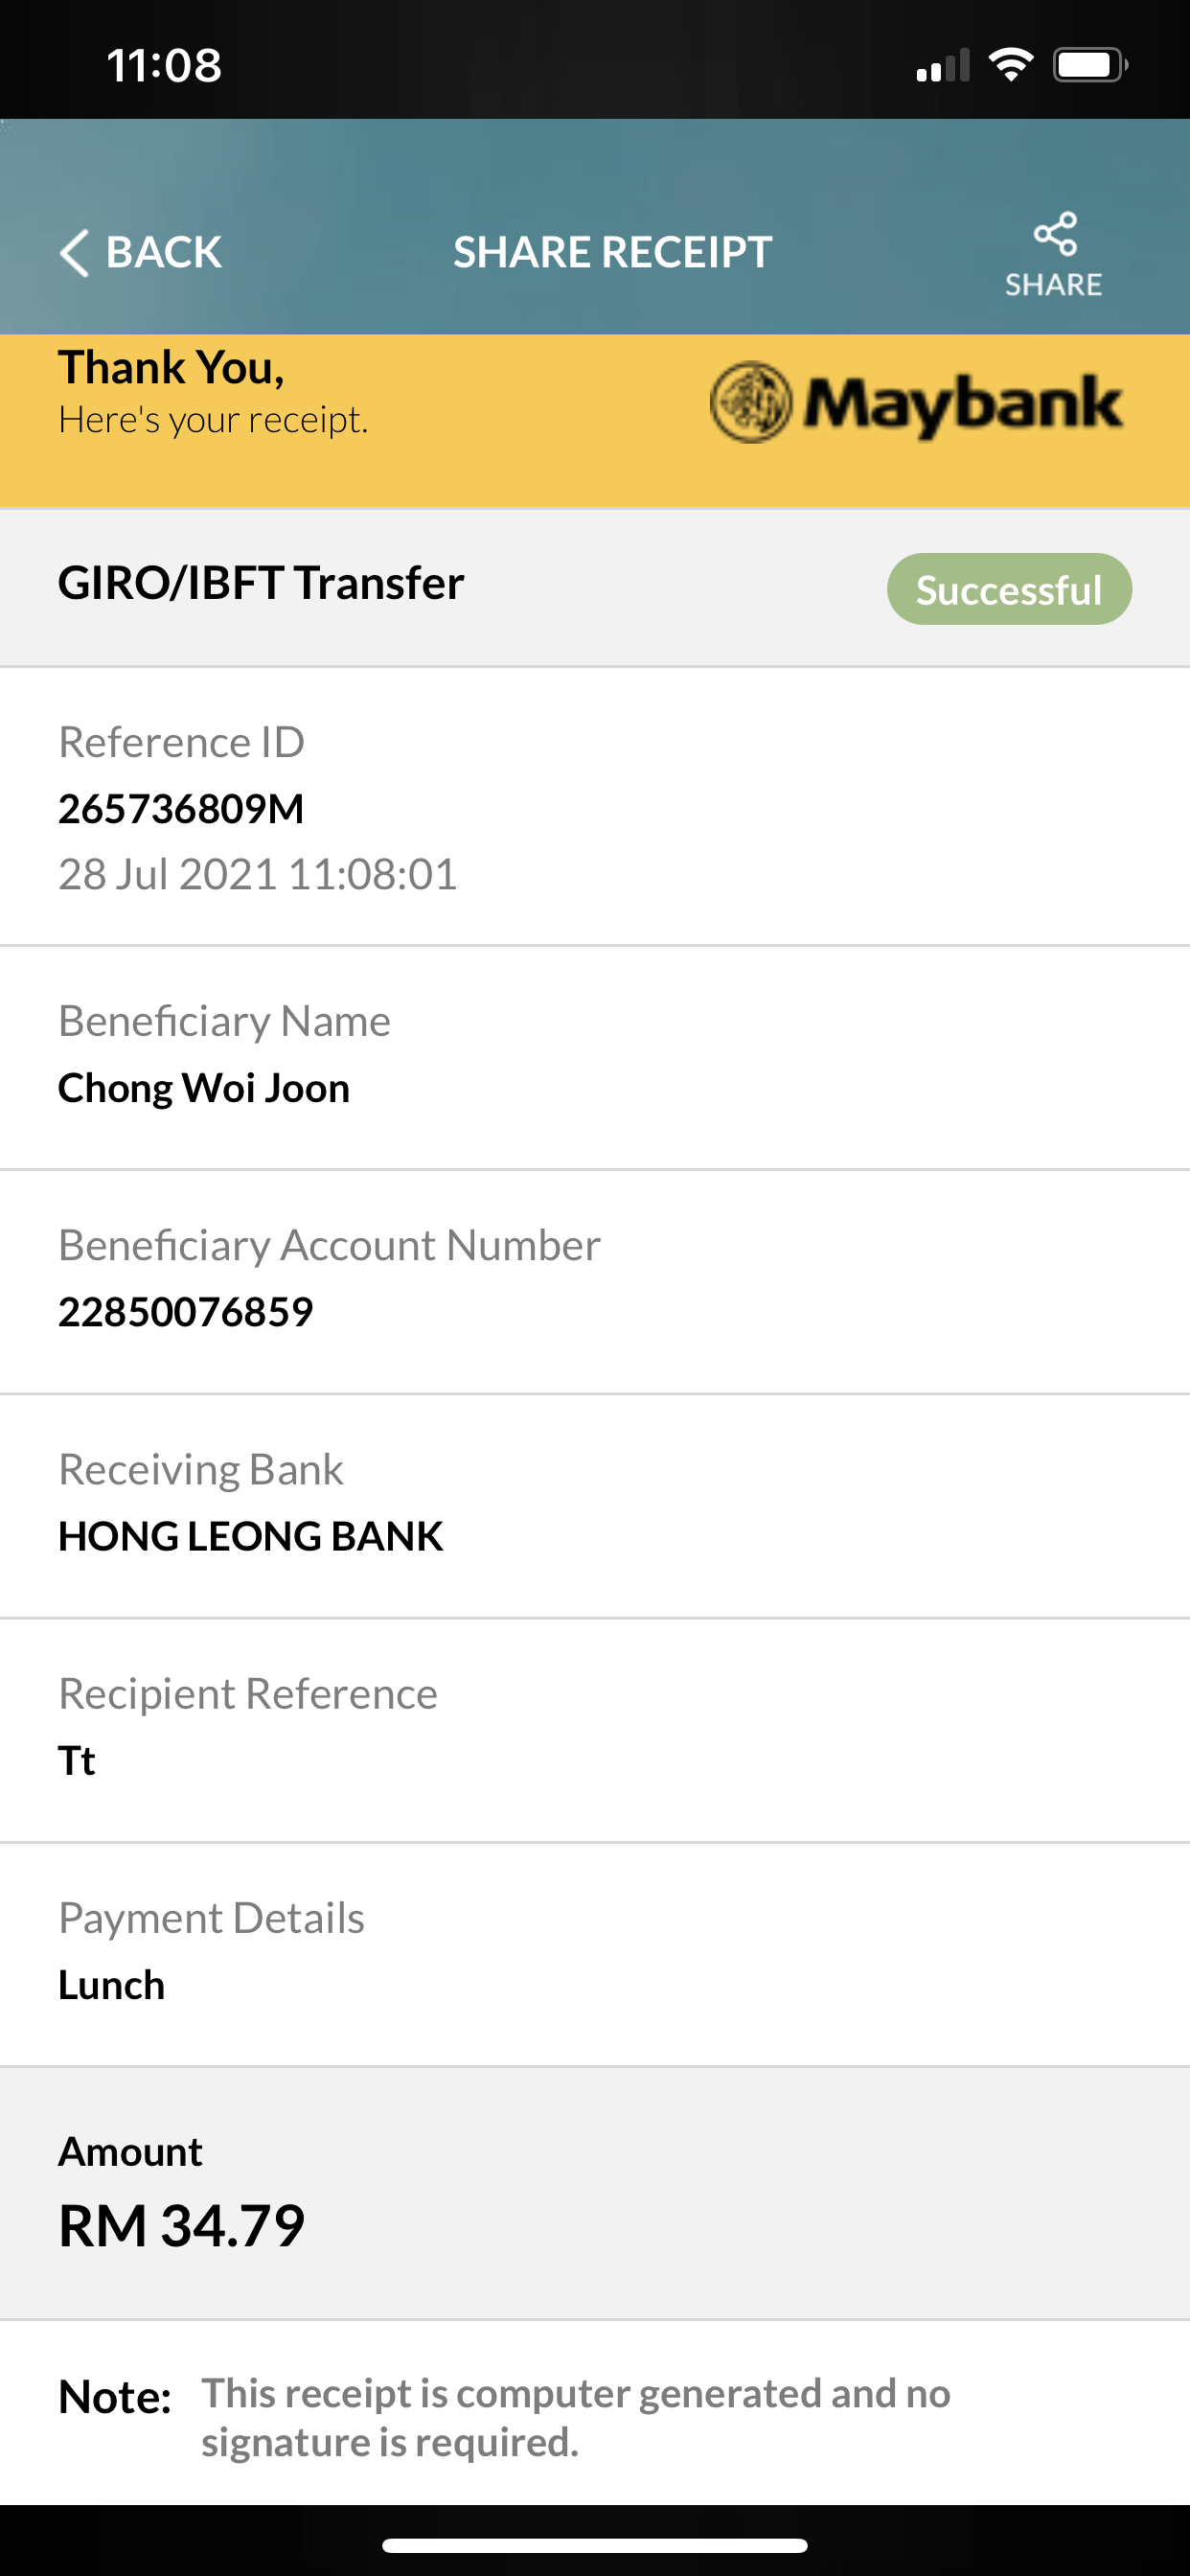 11:08
BACK
SHARE RECEIPT
SHARE
Thank You,
Here's your receipt.
Maybank
GIRO/IBFT Transfer
Successful
Reference ID
265736809M
28 Jul 2021 11:08:01
Beneficiary Name
Chong Woi Joon
Beneficiary Account Number
22850076859
Receiving Bank
HONG LEONG BANK
Recipient Reference
Tt
Payment Details
Lunch
Amount
RM 34.79
Note: This receipt is computer generated and no
signature is required.